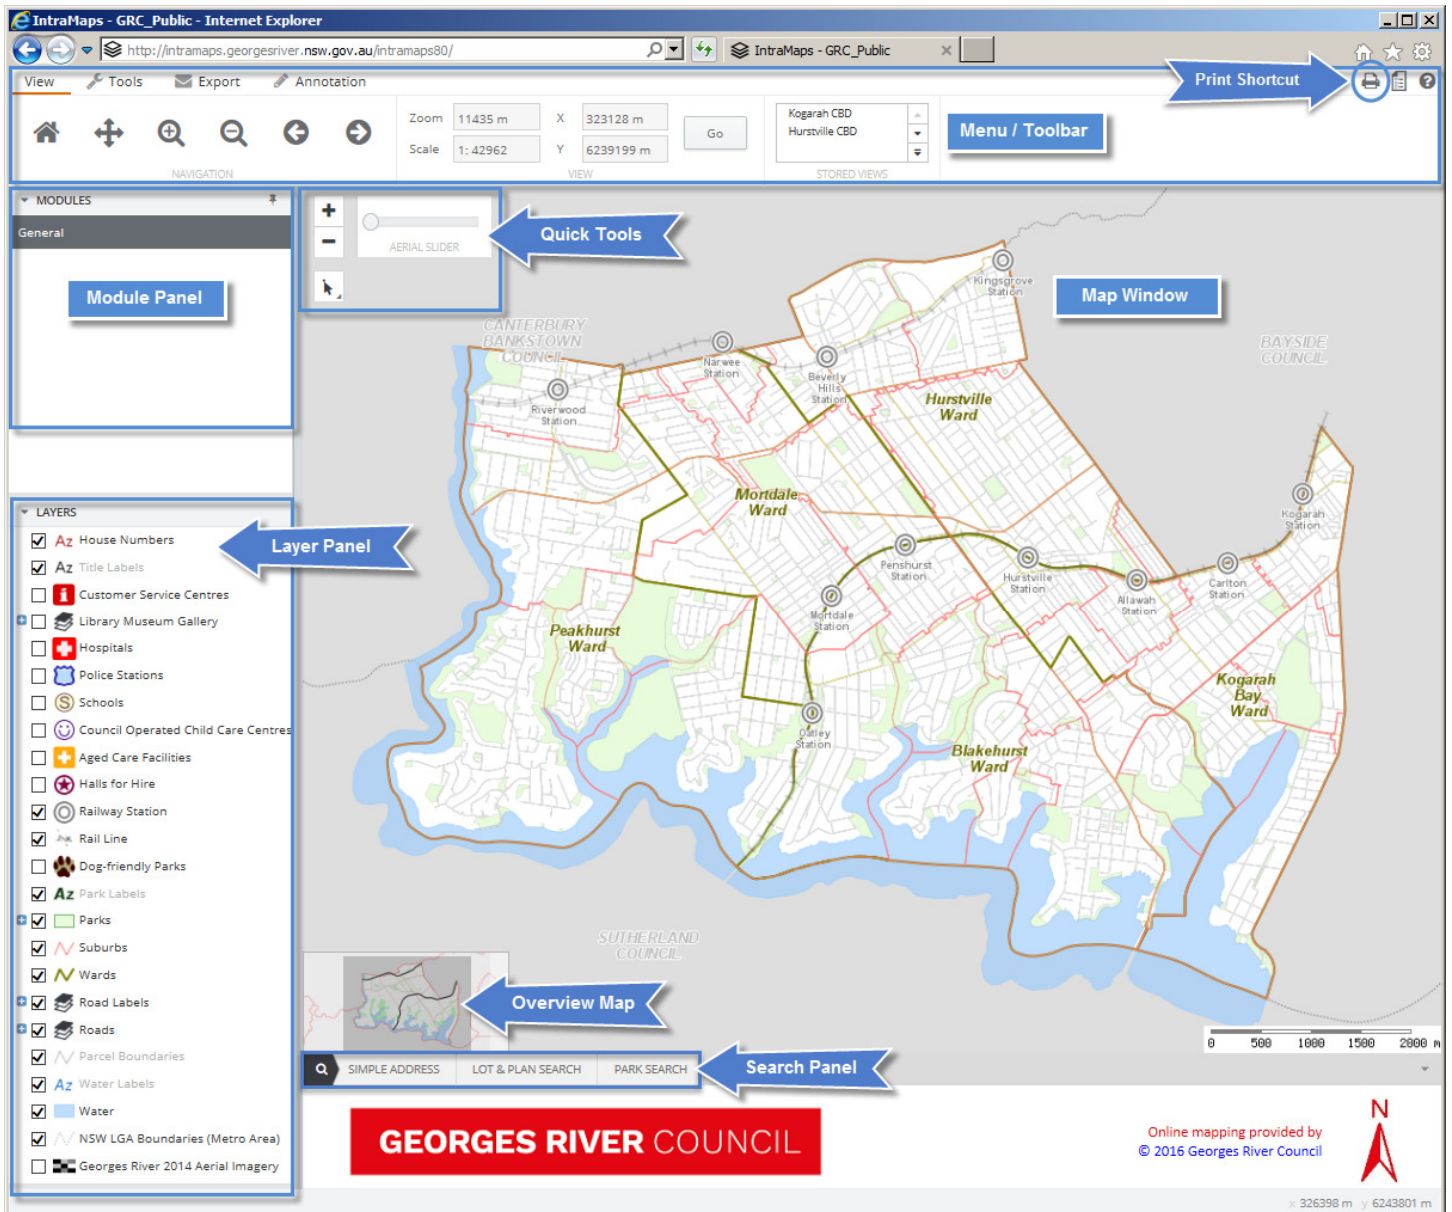 IntraMaps - GRC_Public - Internet Explorer
http://intramaps.georgesriver.nsw.gov.au/intramaps80/
IntraMaps - GRC_Public
View Tools Export Annotation
Print Shortcut
Zoom 11435 m X 323128 m
Go
Scale 1: 42962 Y 6239199 m
Kogarah CBD
Hurstville CBD
Menu / Toolbar
NAVIGATION VIEW STORED VIEWS
MODULES
General
Module Panel
AERIAL SLIDER
Quick Tools
Map Window
Kingsgrove
Station
CANTERBURY
BANKSTOWN
COUNCIL
BAYSIDE
COUNCIL
Narwee
Station
Beverly
Hills
Station
Riverwood
Station
Hurstville
Ward
Mortdale
Ward
Kogarah
Station
Penshurst
Station
Hurstville
Station
Carlton
Station
Allawah
Station
Mortdale
Station
Peakhurst
Ward
Kogarah
Bay
Ward
Oatley
Station
Blakehurst
Ward
SUTHERLAND
COUNCIL
LAYERS
Layer Panel
Az House Numbers
Az Title Labels
i Customer Service Centres
Library Museum Gallery
Hospitals
Police Stations
S Schools
Council Operated Child Care Centres
Aged Care Facilities
Halls for Hire
Railway Station
Rail Line
Dog-friendly Parks
Az Park Labels
Parks
Suburbs
Wards
Road Labels
Roads
Parcel Boundaries
Az Water Labels
Water
NSW LGA Boundaries (Metro Area)
Georges River 2014 Aerial Imagery
Overview Map
0 500 1000 1500 2000 m
SIMPLE ADDRESS LOT & PLAN SEARCH PARK SEARCH
Search Panel
GEORGES RIVER COUNCIL
Online mapping provided by
© 2016 Georges River Council
N
x 326398 m y 6243801 m